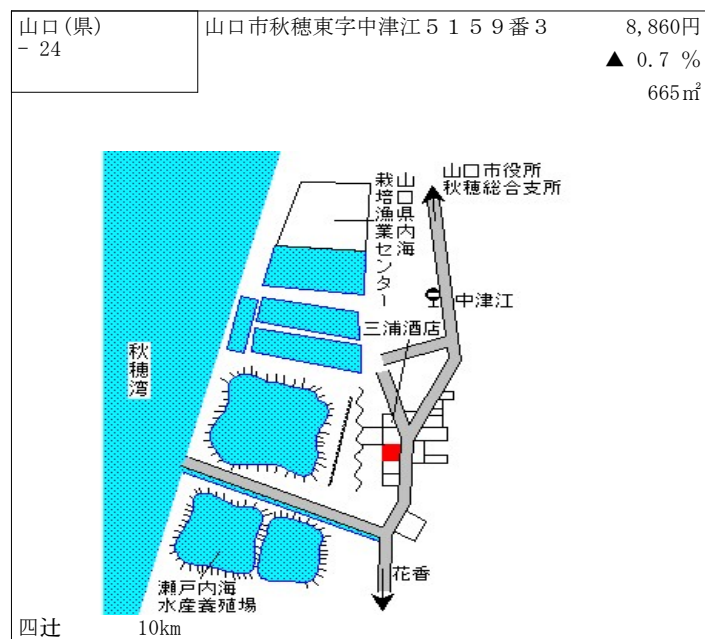 山口(県)
- 24
山口市秋穂東字中津江５１５９番３
8,860円
▲ 0.7 %
665㎡
山口市役所
秋穂総合支所
山口県内海
栽培漁業センター
中津江
三浦酒店
秋穂湾
瀬戸内海
水産養殖場
花香
四辻 10km